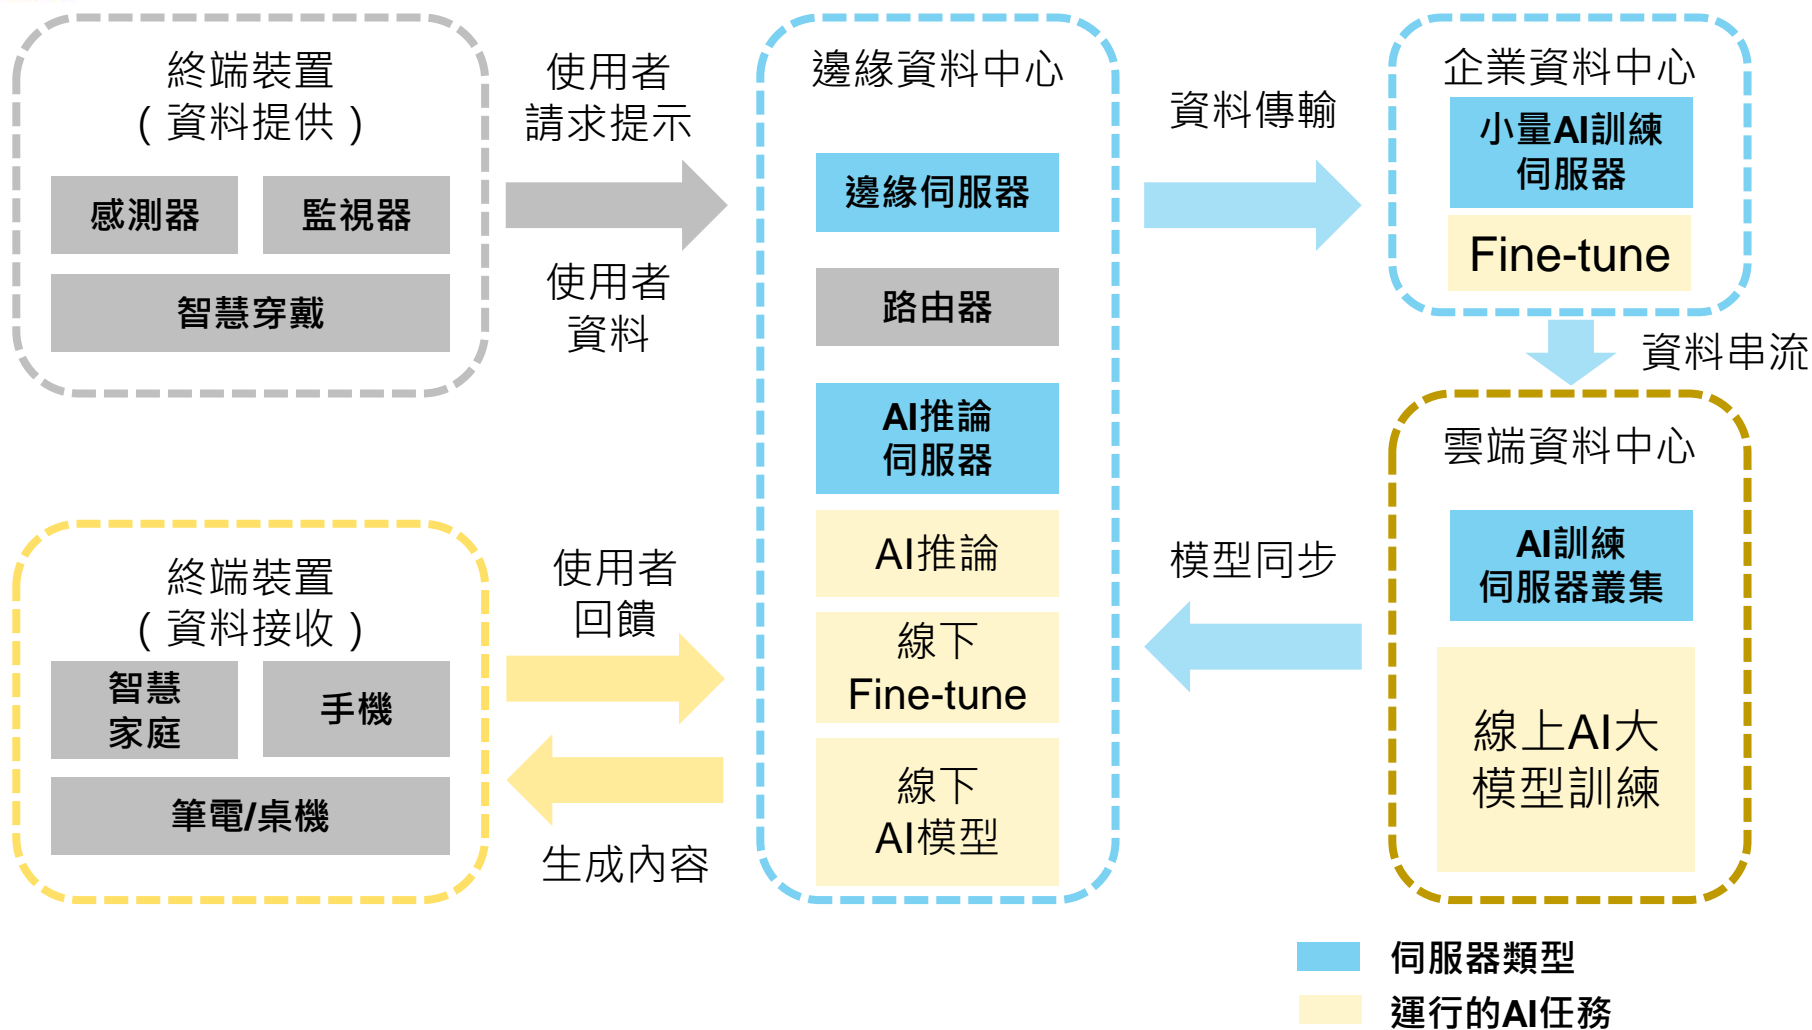 終端裝置
（資料提供）
感測器
監視器
智慧穿戴
使用者
請求提示
使用者
資料
邊緣資料中心
邊緣伺服器
路由器
AI推論
伺服器
AI推論
線下
Fine-tune
線下
AI模型
資料傳輸
企業資料中心
小量AI訓練
伺服器
Fine-tune
資料串流
雲端資料中心
AI訓練
伺服器叢集
線上AI大
模型訓練
模型同步
終端裝置
（資料接收）
智慧
家庭
手機
筆電/桌機
使用者
回饋
生成內容
伺服器類型
運行的AI任務